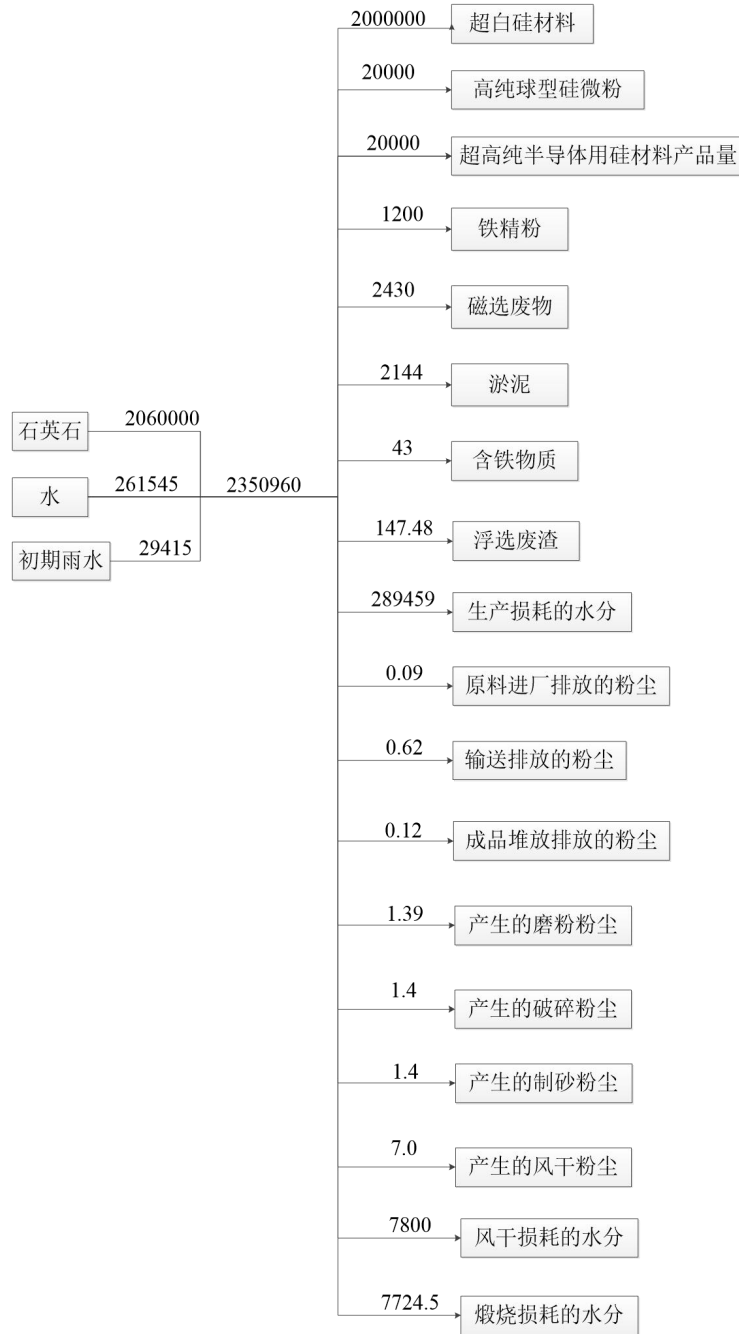 2000000
超白硅材料
20000
高纯球型硅微粉
20000
超高纯半导体用硅材料产品量
1200
铁精粉
2430
磁选废物
2144
淤泥
石英石
2060000
43
含铁物质
水
261545
2350960
初期雨水
29415
147.48
浮选废渣
289459
生产损耗的水分
0.09
原料进厂排放的粉尘
0.62
输送排放的粉尘
0.12
成品堆放排放的粉尘
1.39
产生的磨粉粉尘
1.4
产生的破碎粉尘
1.4
产生的制砂粉尘
7.0
产生的风干粉尘
7800
风干损耗的水分
7724.5
煅烧损耗的水分